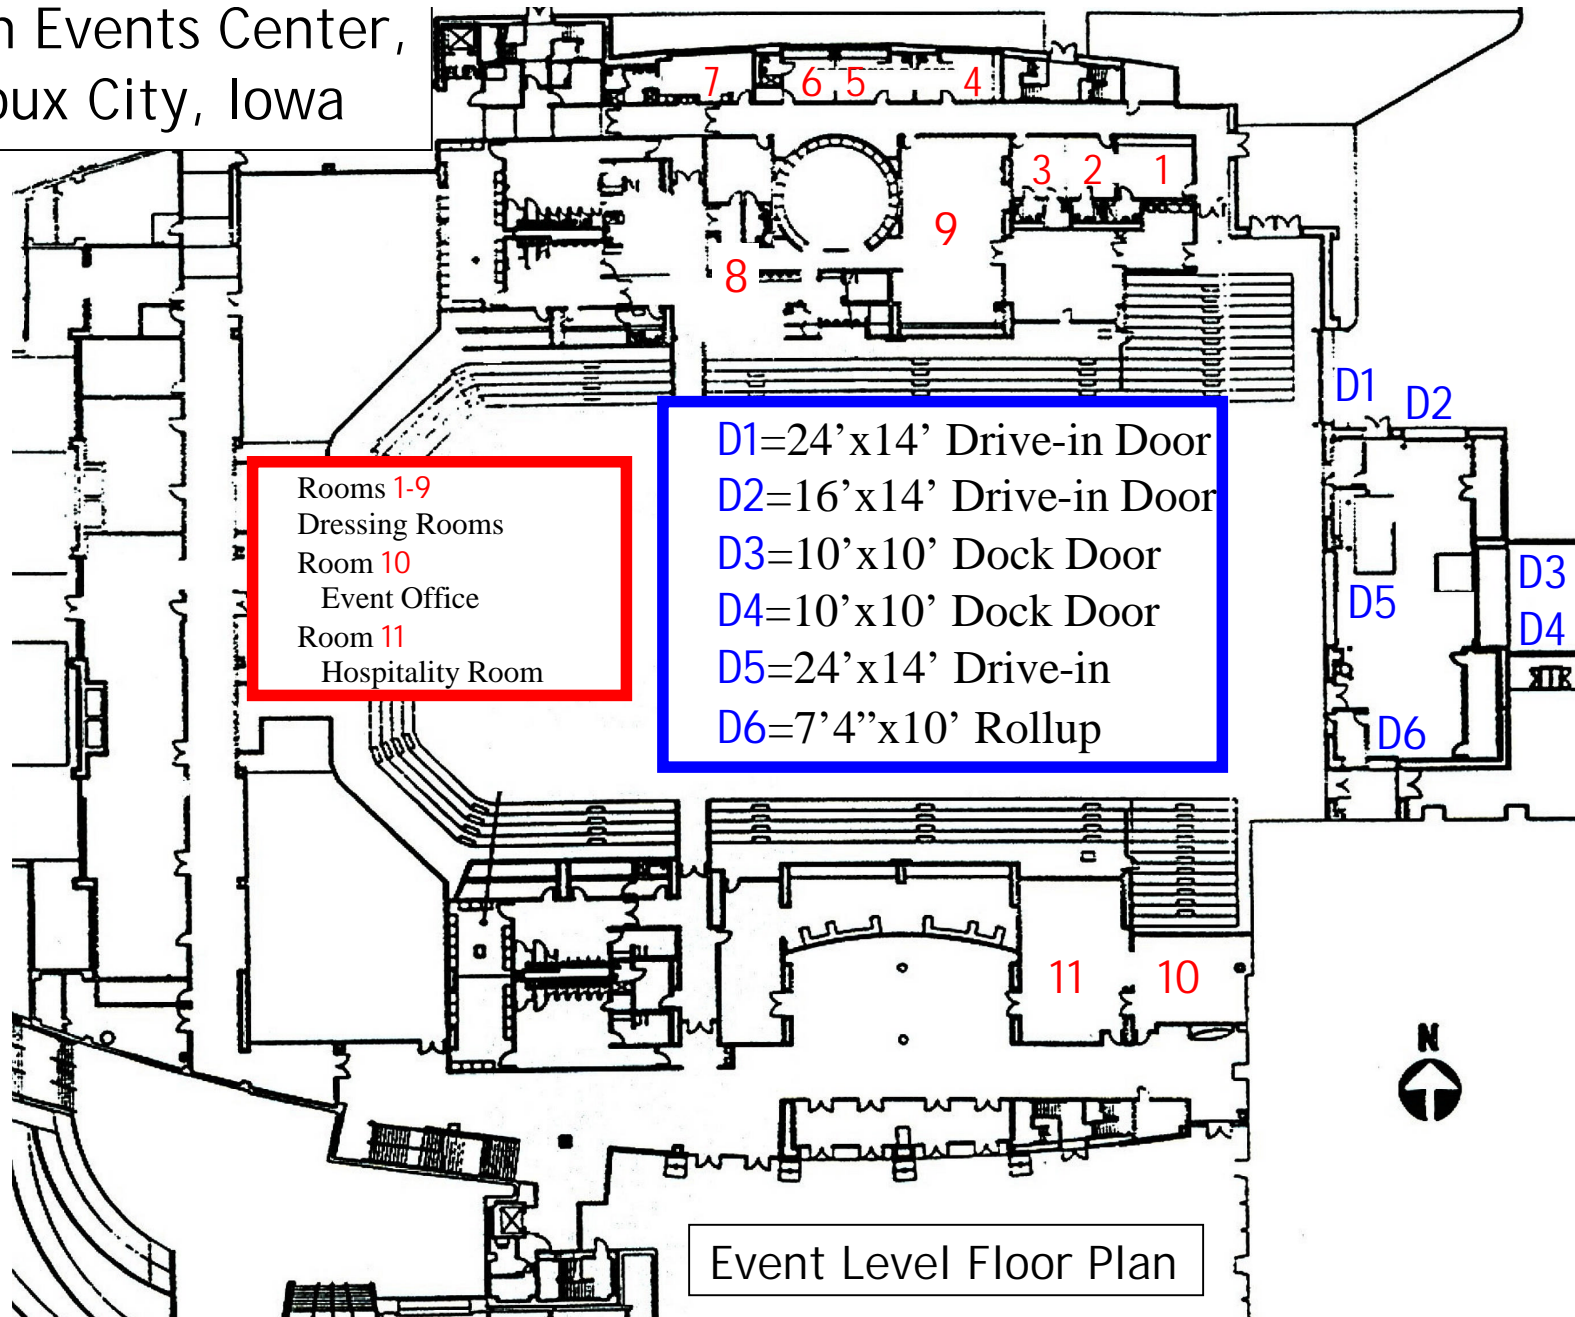 Events Center,
City, Iowa
7
6
5
4
3
2
1
9
8
D1
D2
D1=24’x14’ Drive-in Door
D2=16’x14’ Drive-in Door
D3=10’x10’ Dock Door
D4=10’x10’ Dock Door
D5=24’x14’ Drive-in
D6=7’4”x10’ Rollup
Rooms 1-9
Dressing Rooms
Room 10
Event Office
Room 11
Hospitality Room
D3
D5
D4
D6
11
10
N
Event Level Floor Plan